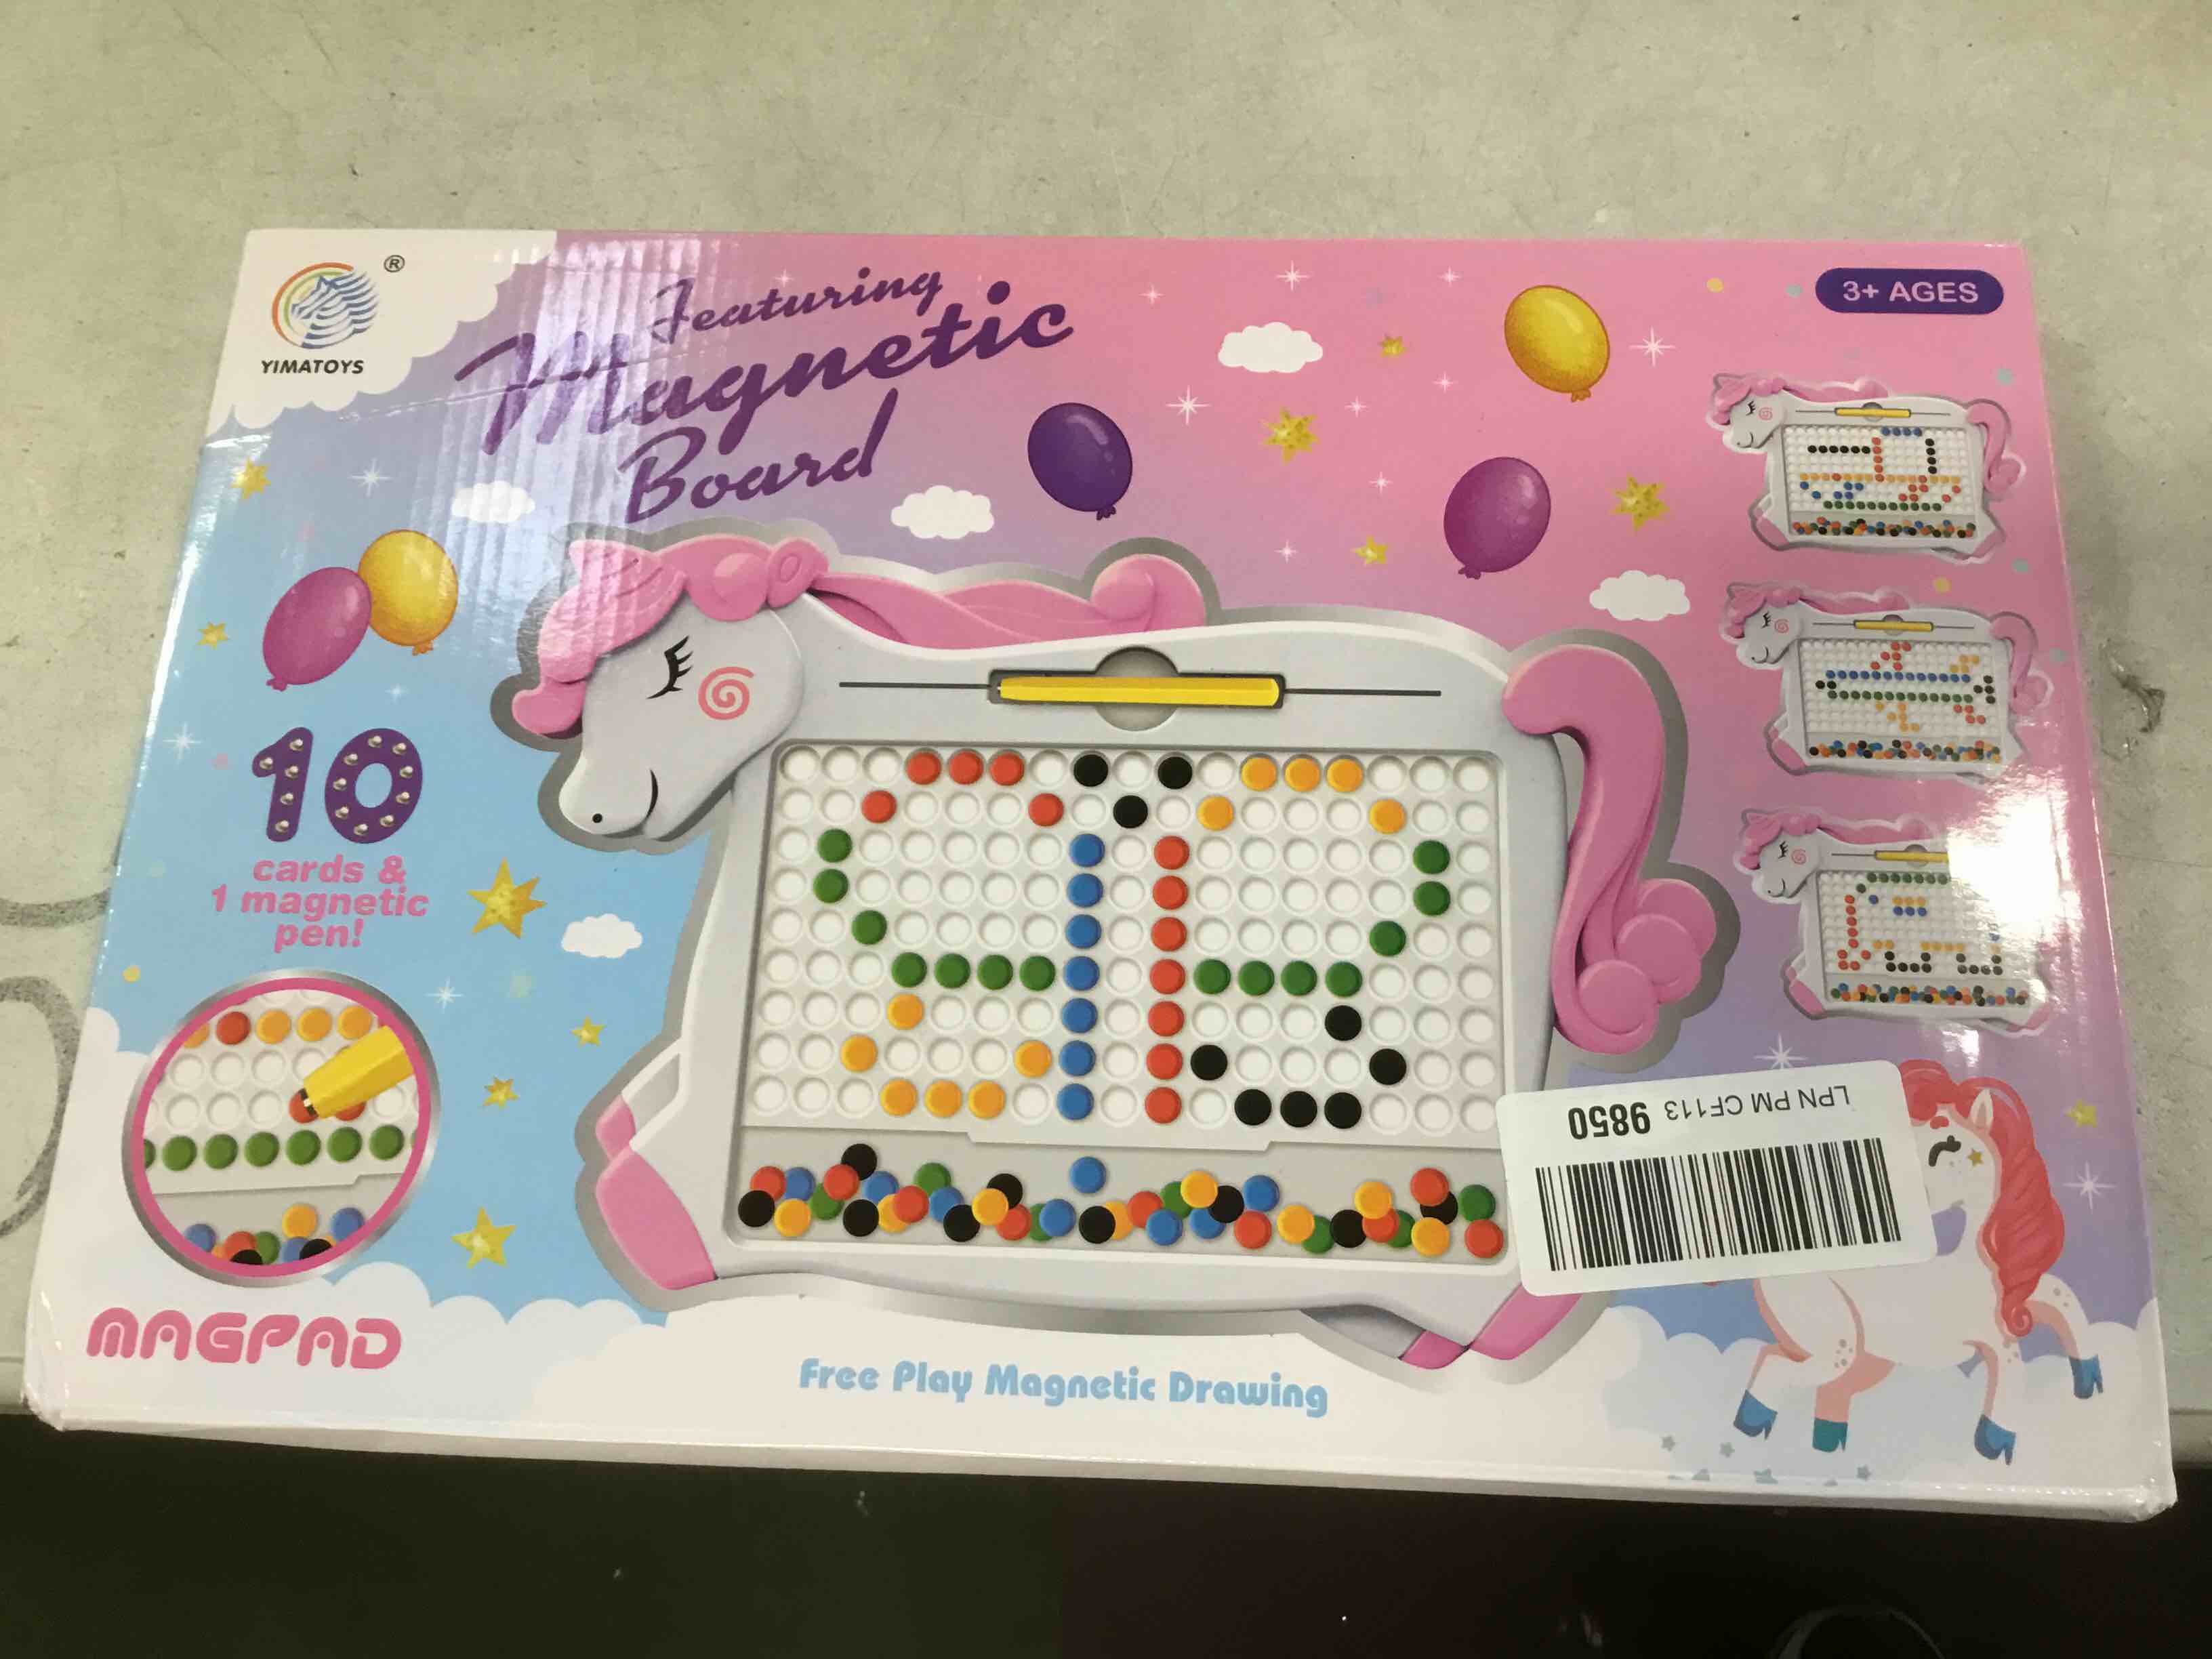 ®
YIMATOYS
Featuring
Magnetic
Board
3+ AGES
10
cards &
1 magnetic
pen!
LPN PM CF113 9850
MAGPAD
Free Play Magnetic Drawing